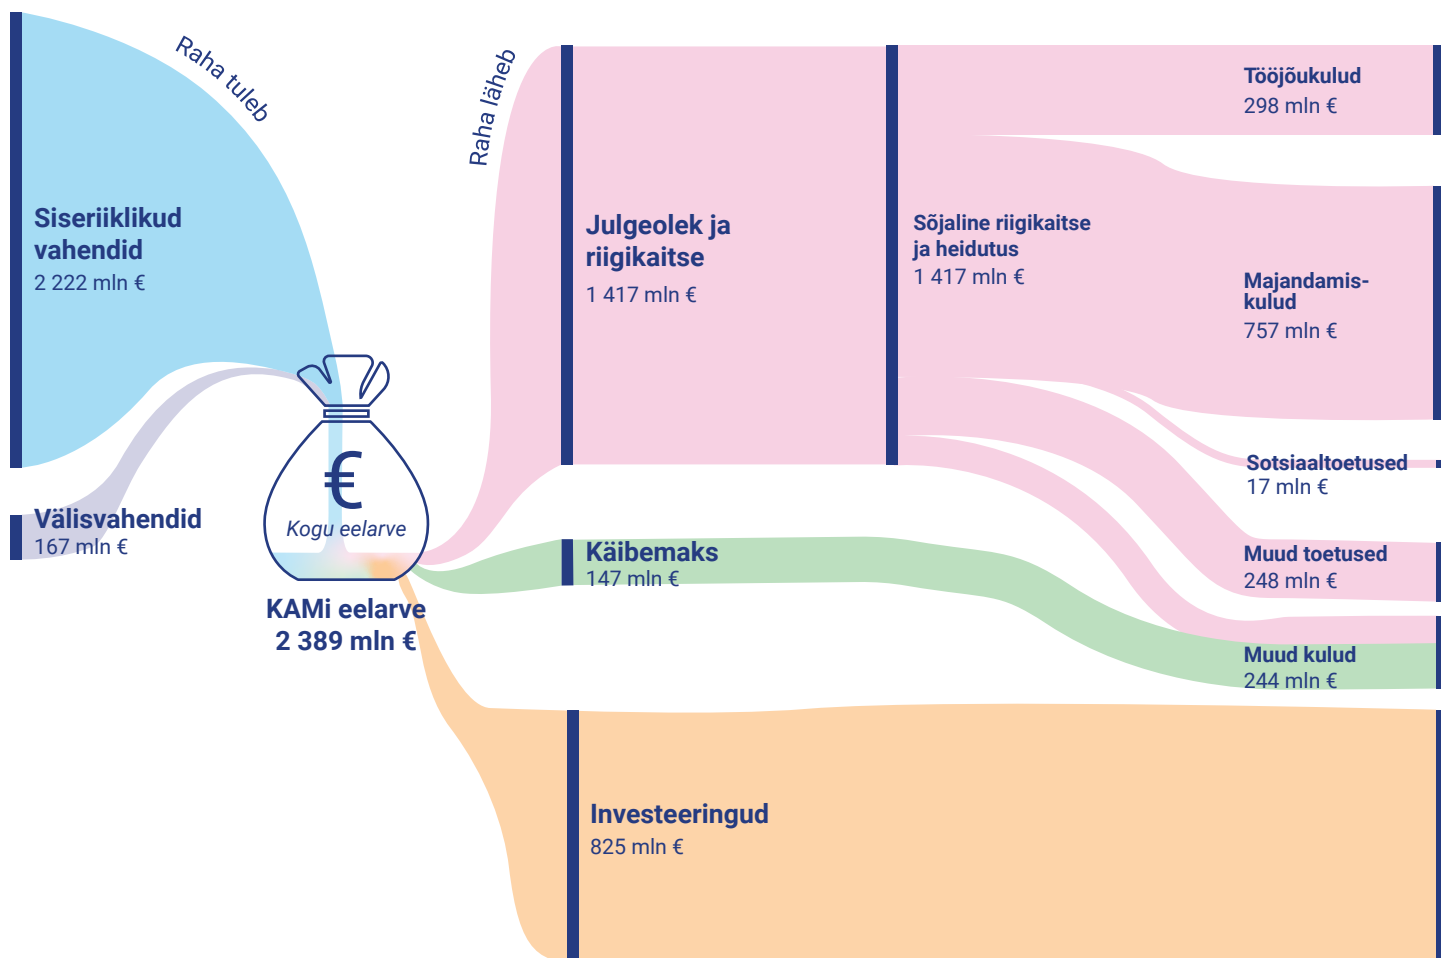 Raha tuleb
Siseriiklikud
vahendid
2 222 mln €
Välisvahendid
167 mln €
€
Kogu eelarve
KAMi eelarve
2 389 mln €
Raha läheb
Julgeolek ja
riigikaitse
1 417 mln €
Käibemaks
147 mln €
Investeeringud
825 mln €
Sõjaline riigikaitse
ja heidutus
1 417 mln €
Tööjõukulud
298 mln €
Majandamis-
kulud
757 mln €
Sotsiaaltoetused
17 mln €
Muud toetused
248 mln €
Muud kulud
244 mln €